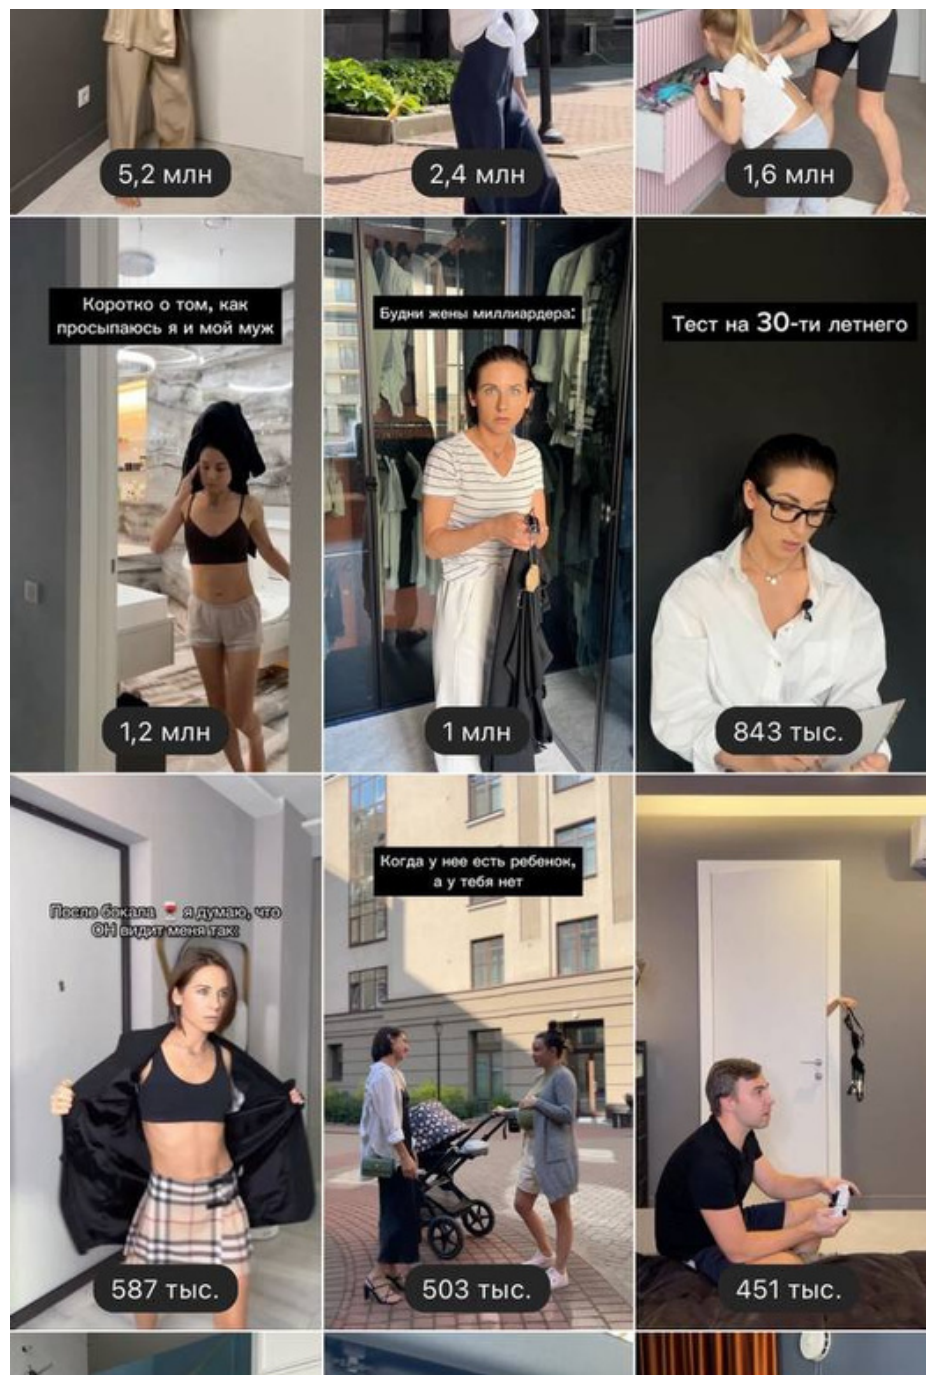 5,2 млн
2,4 млн
1,6 млн
Коротко о том, как
просыпаюсь я и мой муж
1,2 млн
Будни жены миллиардера:
1 млн
Тест на 30-ти летнего
843 тыс.
После бокала 🍷 я думаю, что
ОН видит меня так:
587 тыс.
Когда у нее есть ребенок,
а у тебя нет
503 тыс.
451 тыс.